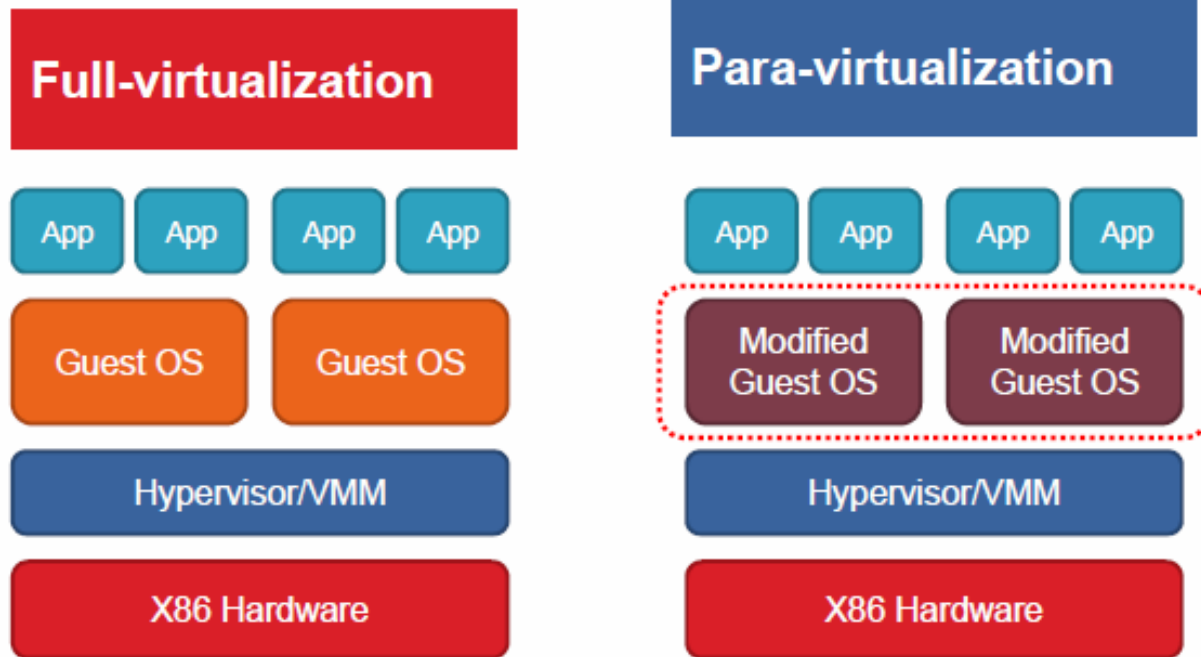 Full-virtualization
App App App App
Guest OS Guest OS
Hypervisor/VMM
X86 Hardware
Para-virtualization
App App App App
Modified Guest OS Modified Guest OS
Hypervisor/VMM
X86 Hardware